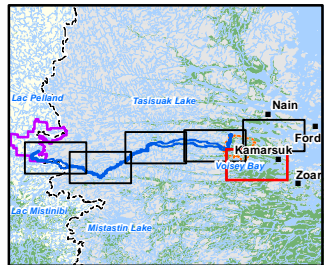 Lac Pelland
Tasisuak Lake
Nain
Ford
Kamarsuk
Voisey Bay
Zoar
Lac Mistinibi
Mistastin Lake